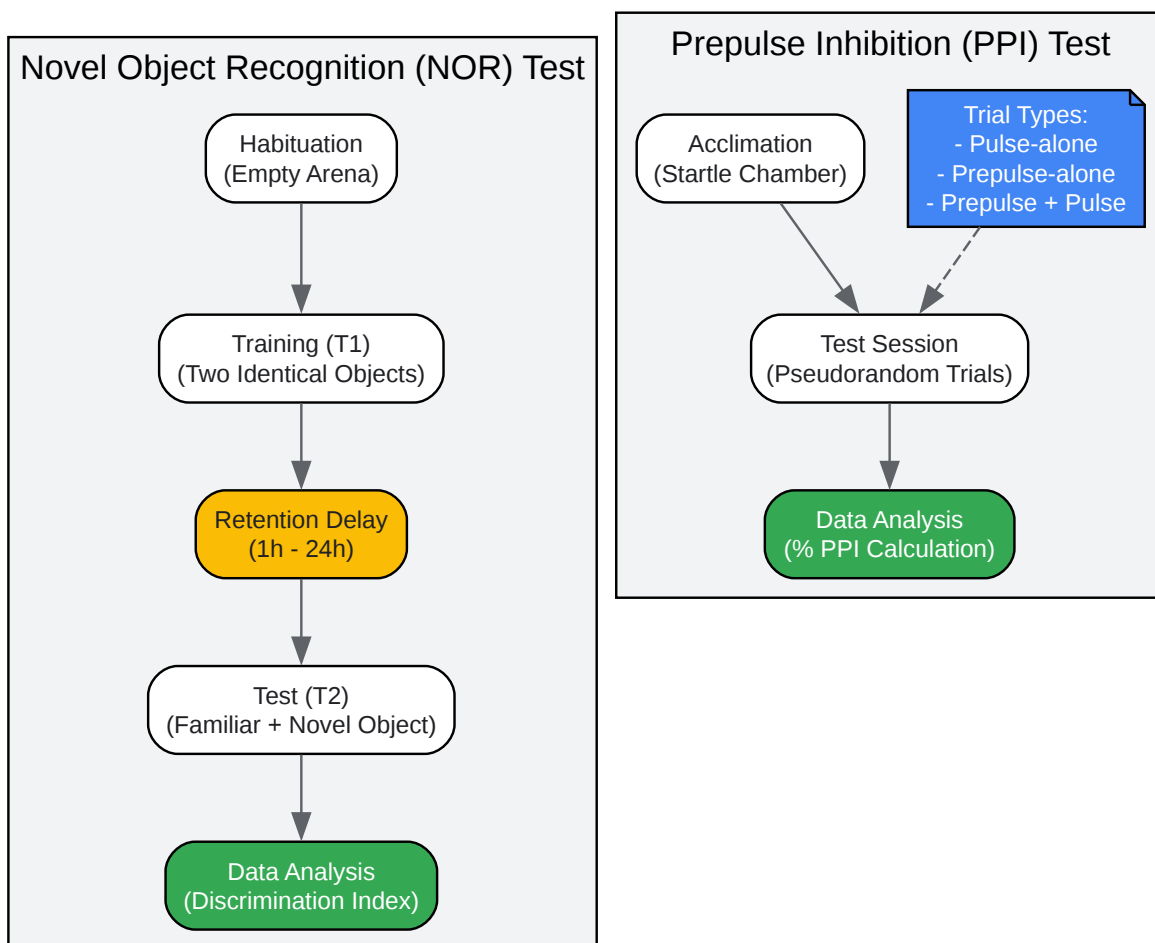 Novel Object Recognition (NOR) Test
Habituation
(Empty Arena)
Training (T1)
(Two Identical Objects)
Retention Delay
(1h - 24h)
Test (T2)
(Familiar + Novel Object)
Data Analysis
(Discrimination Index)
Prepulse Inhibition (PPI) Test
Acclimation
(Startle Chamber)
Trial Types:
- Pulse-alone
- Prepulse-alone
- Prepulse + Pulse
Test Session
(Pseudorandom Trials)
Data Analysis
(% PPI Calculation)